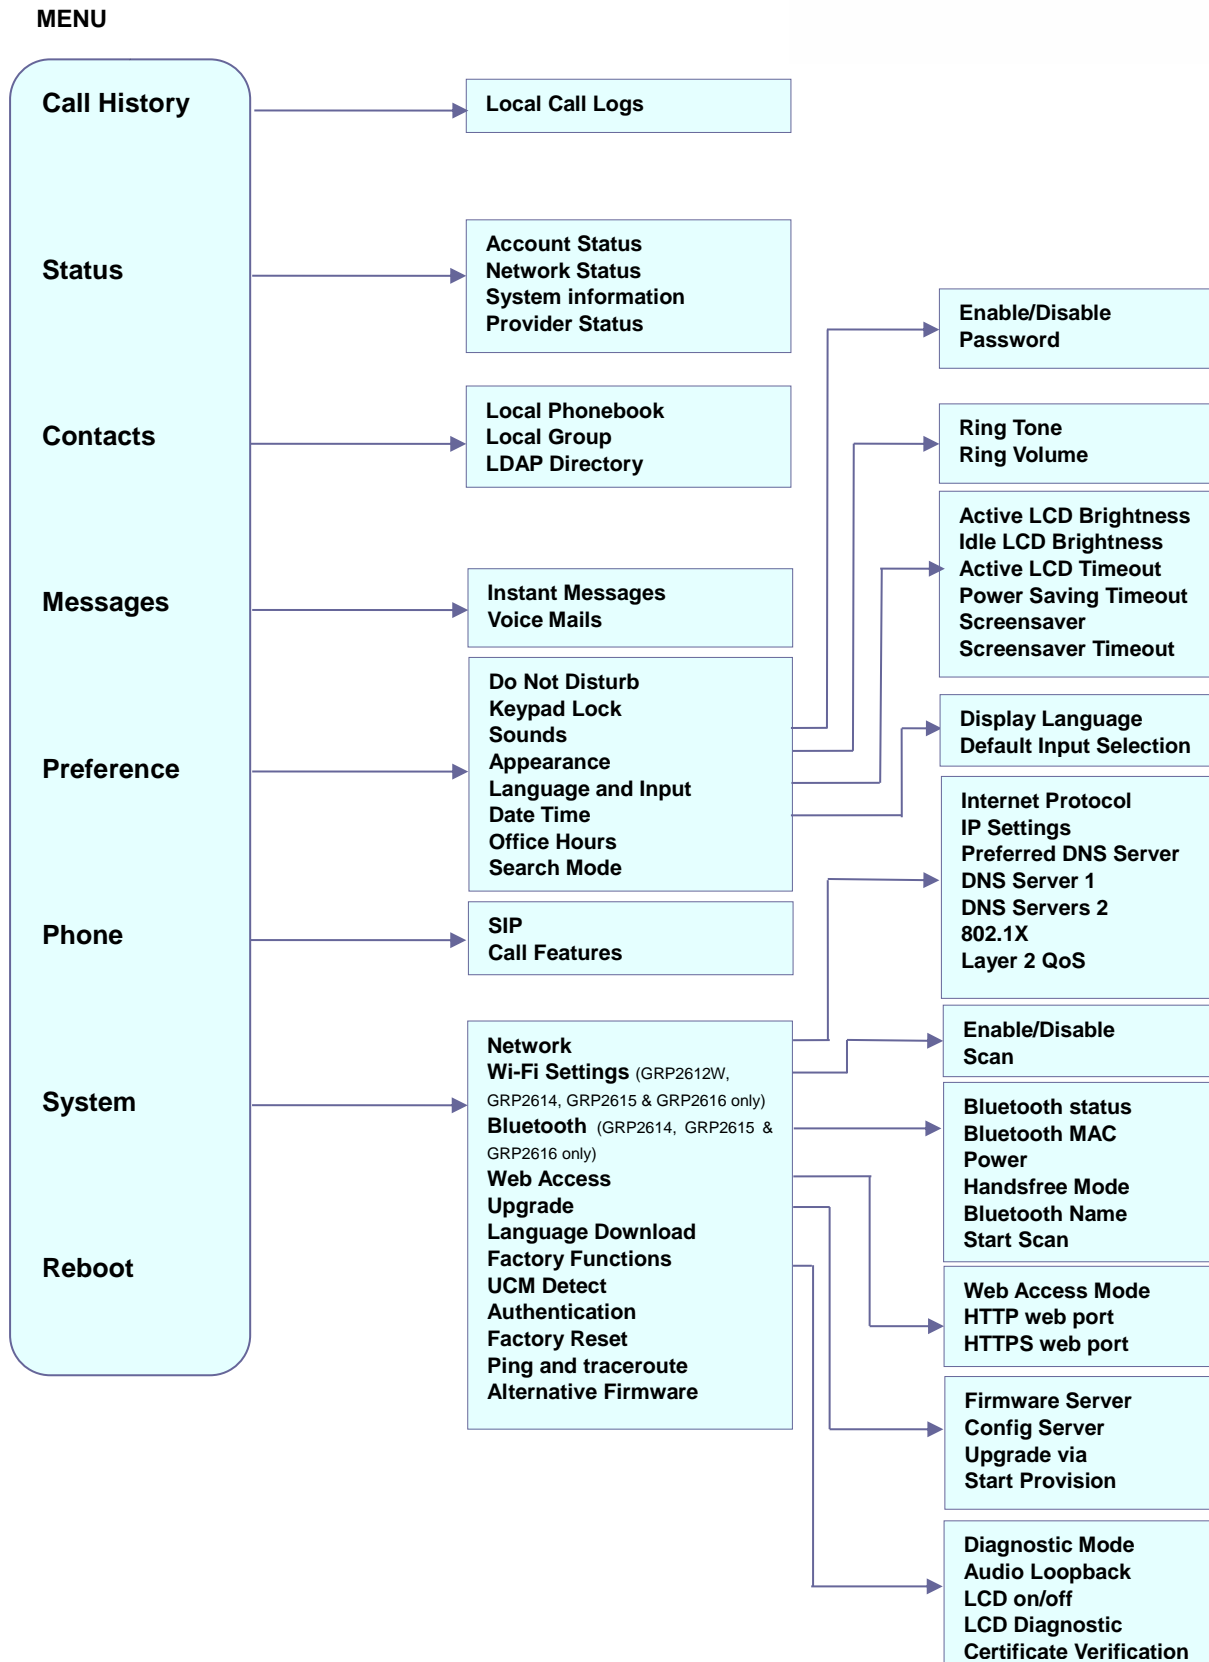 MENU
Call History
Status
Contacts
Messages
Preference
Phone
System
Reboot
Local Call Logs
Account Status
Network Status
System information
Provider Status
Local Phonebook
Local Group
LDAP Directory
Instant Messages
Voice Mails
Do Not Disturb
Keypad Lock
Sounds
Appearance
Language and Input
Date Time
Office Hours
Search Mode
SIP
Call Features
Network
Wi-Fi Settings (GRP2612W,
GRP2614, GRP2615 & GRP2616 only)
Bluetooth (GRP2614, GRP2615 &
GRP2616 only)
Web Access
Upgrade
Language Download
Factory Functions
UCM Detect
Authentication
Factory Reset
Ping and traceroute
Alternative Firmware
Enable/Disable
Password
Ring Tone
Ring Volume
Active LCD Brightness
Idle LCD Brightness
Active LCD Timeout
Power Saving Timeout
Screensaver
Screensaver Timeout
Display Language
Default Input Selection
Internet Protocol
IP Settings
Preferred DNS Server
DNS Server 1
DNS Servers 2
802.1X
Layer 2 QoS
Enable/Disable
Scan
Bluetooth status
Bluetooth MAC
Power
Handsfree Mode
Bluetooth Name
Start Scan
Web Access Mode
HTTP web port
HTTPS web port
Firmware Server
Config Server
Upgrade via
Start Provision
Diagnostic Mode
Audio Loopback
LCD on/off
LCD Diagnostic
Certificate Verification